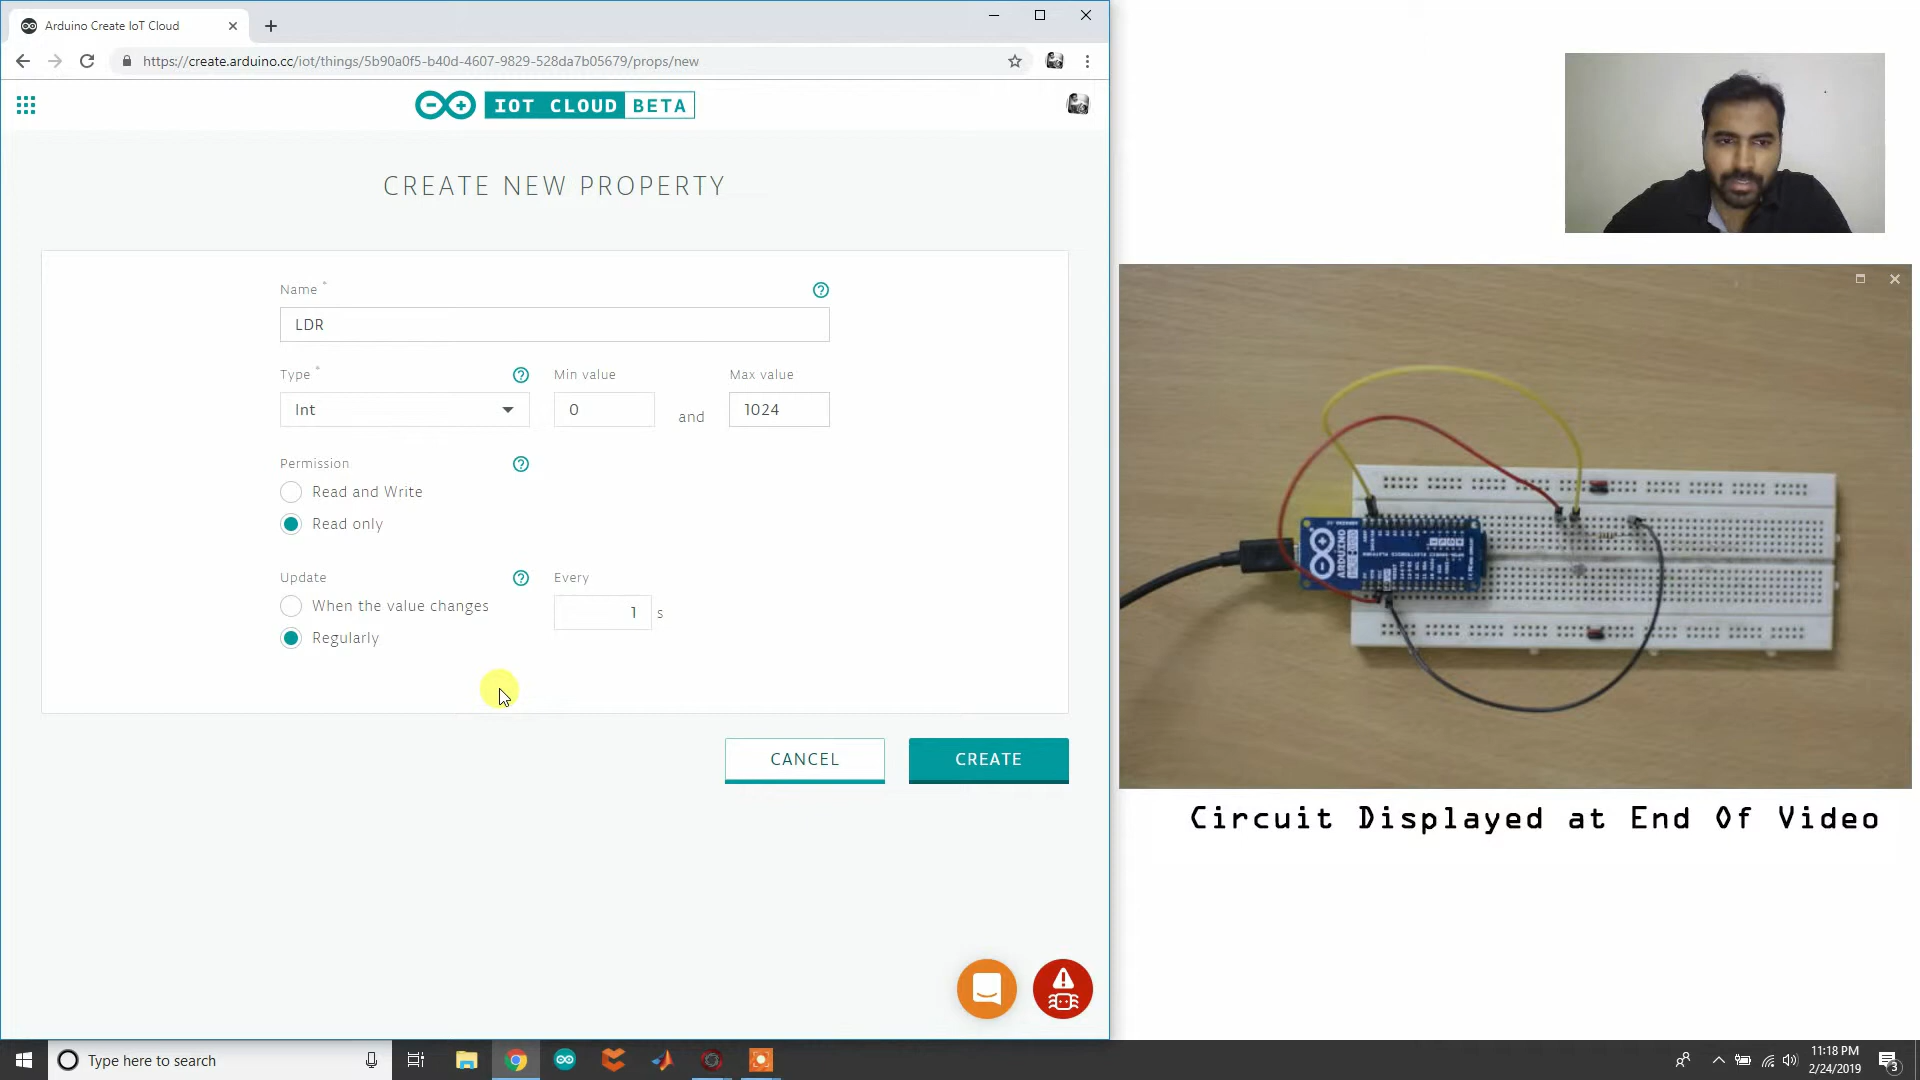 Arduino Create IoT Cloud
https://create.arduino.cc/iot/things/5b90a0f5-b40d-4607-9829-528da7b05679/props/new
IOT CLOUD BETA
CREATE NEW PROPERTY
Name *
LDR
Type *
Min value
Max value
Int
0
and
1024
Permission
Read and Write
Read only
Update
Every
When the value changes
1 s
Regularly
CANCEL
CREATE
ARDUINO
Circuit Displayed at End Of Video
Type here to search
11:18 PM
2/24/2019
3